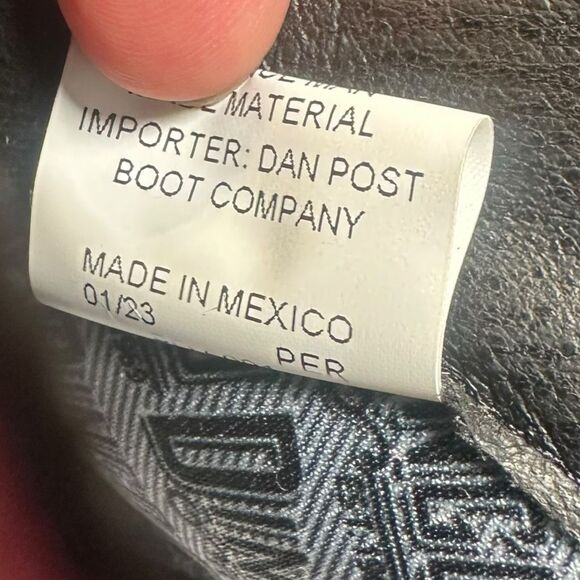 MATERIAL
IMPORTER: DAN POST
BOOT COMPANY
MADE IN MEXICO
01/23
PER